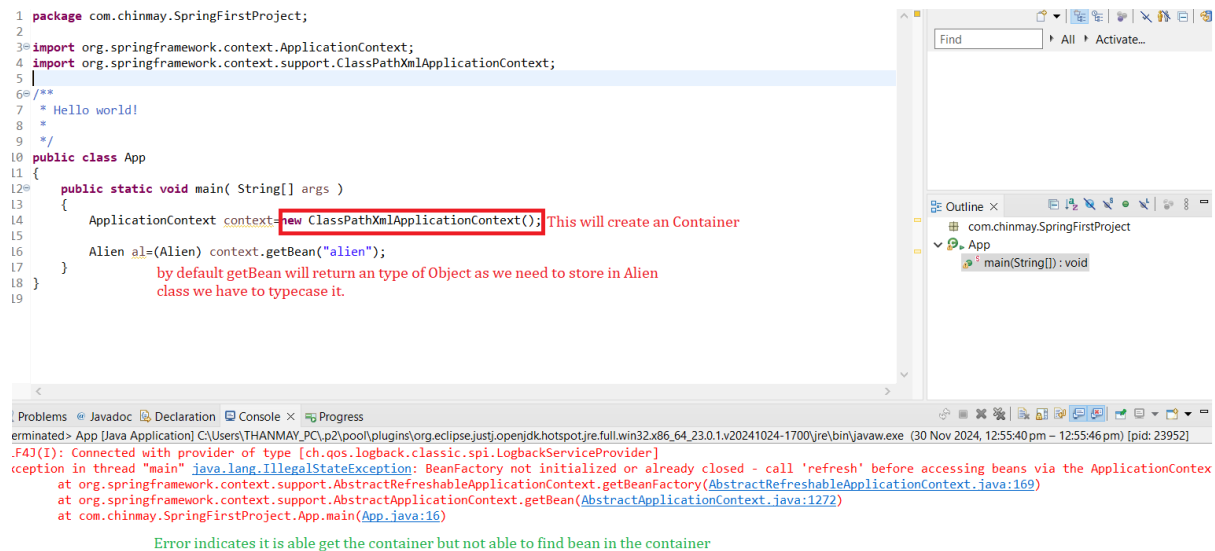 1 package com.chinmay.SpringFirstProject;
2
3 import org.springframework.context.ApplicationContext;
4 import org.springframework.context.support.ClassPathXmlApplicationContext;
5
6 /**
7 * Hello world!
8 *
9 */
10 public class App
11 {
12 public static void main( String[] args )
13 {
14 ApplicationContext context=new ClassPathXmlApplicationContext(); This will create an Container
15
16 Alien al=(Alien) context.getBean("alien");
17 }
by default getBean will return an type of Object as we need to store in Alien
18 }
class we have to typecase it.
19
Find All Activate...
Outline
com.chinmay.SpringFirstProject
App
main(String[]) : void
Problems Javadoc Declaration Console Progress
erminated> App [Java Application] C:\Users\THANMAY_PC\.p2\pool\plugins\org.eclipse.justj.openjdk.hotspot.jre.full.win32.x86_64_23.0.1.v20241024-1700\jre\bin\javaw.exe (30 Nov 2024, 12:55:40 pm – 12:55:46 pm) [pid: 23952]
LF4J(I): Connected with provider of type [ch.qos.logback.classic.spi.LogbackServiceProvider]
xception in thread "main" java.lang.IllegalStateException: BeanFactory not initialized or already closed - call 'refresh' before accessing beans via the ApplicationContex
at org.springframework.context.support.AbstractRefreshableApplicationContext.getBeanFactory(AbstractRefreshableApplicationContext.java:169)
at org.springframework.context.support.AbstractApplicationContext.getBean(AbstractApplicationContext.java:1272)
at com.chinmay.SpringFirstProject.App.main(App.java:16)
Error indicates it is able get the container but not able to find bean in the container